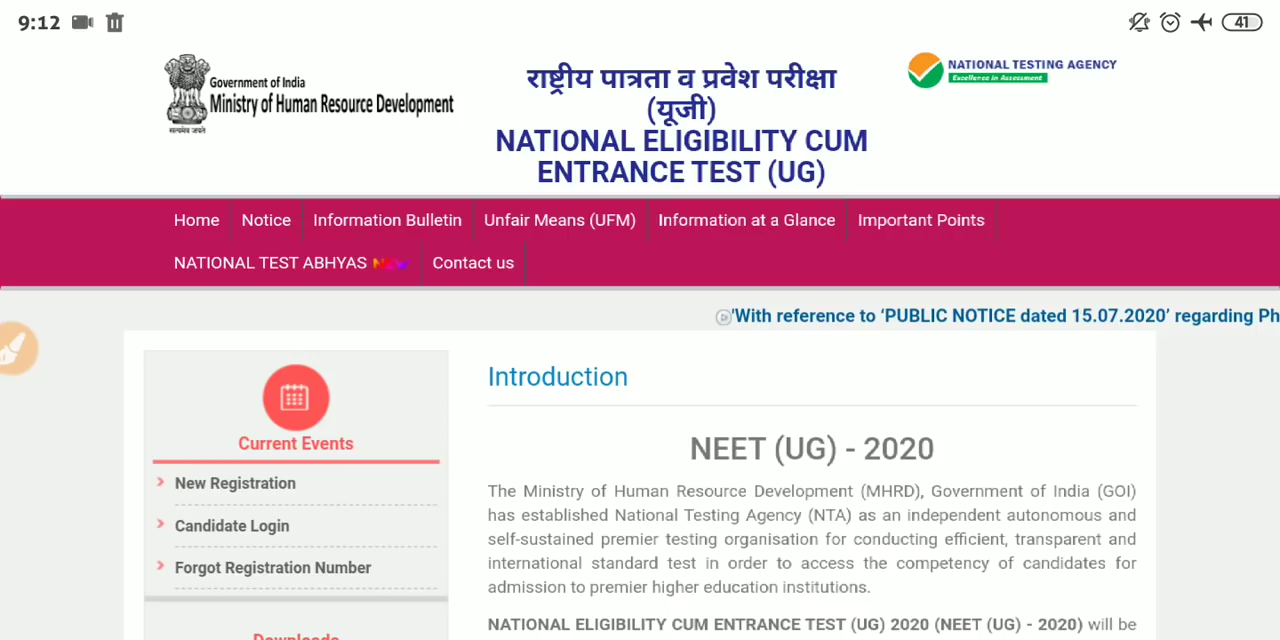 9:12
41
Government of India
Ministry of Human Resource Development
सत्यमेव जयते
राष्ट्रीय पात्रता व प्रवेश परीक्षा
(यूजी)
NATIONAL ELIGIBILITY CUM
ENTRANCE TEST (UG)
NATIONAL TESTING AGENCY
Excellence in Assessment
Home Notice Information Bulletin Unfair Means (UFM) Information at a Glance Important Points
NATIONAL TEST ABHYAS NEW Contact us
'With reference to ‘PUBLIC NOTICE dated 15.07.2020’ regarding Ph
Current Events
New Registration
Candidate Login
Forgot Registration Number
Downloads
Introduction
NEET (UG) - 2020
The Ministry of Human Resource Development (MHRD), Government of India (GOI)
has established National Testing Agency (NTA) as an independent autonomous and
self-sustained premier testing organisation for conducting efficient, transparent and
international standard test in order to access the competency of candidates for
admission to premier higher education institutions.
NATIONAL ELIGIBILITY CUM ENTRANCE TEST (UG) 2020 (NEET (UG) - 2020) will be